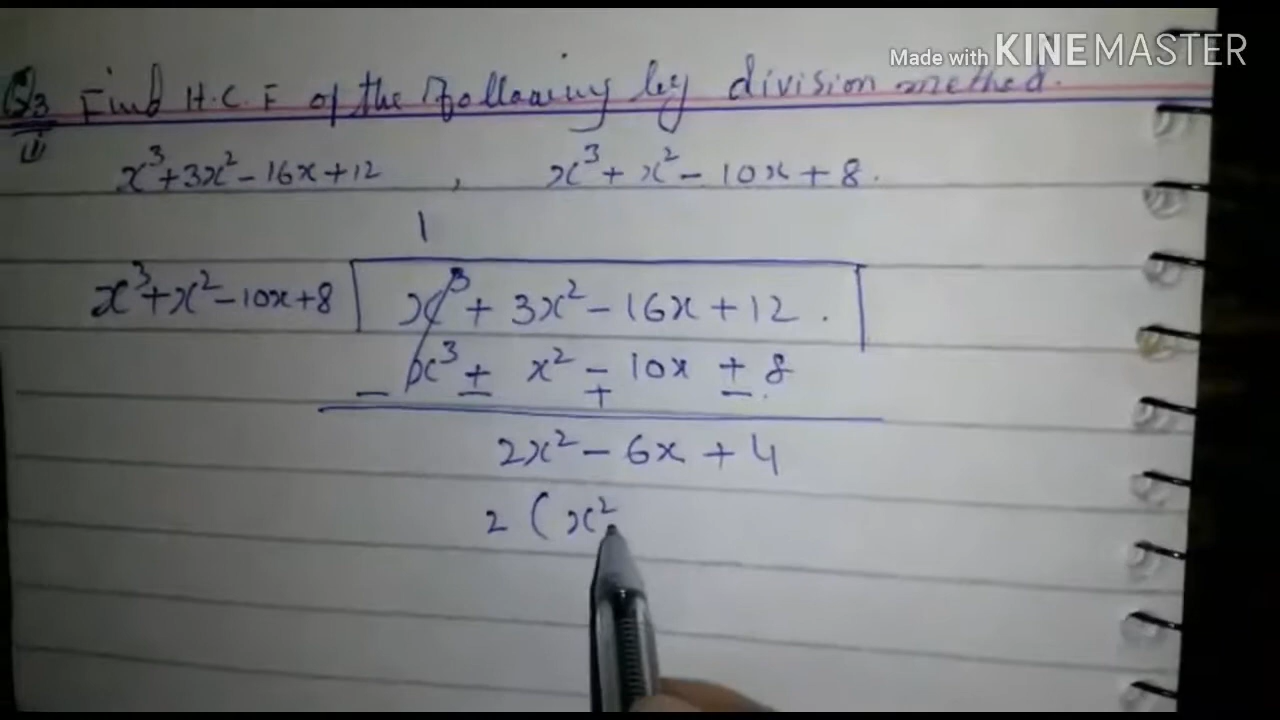 Made with KINEMASTER
Q3 Find H.C.F of the following by division method.
(i)
x³+3x²-16x+12 , x³+x²-10x+8.
1
x³+x²-10x+8 x³+3x²-16x+12.
x³+x²-10x+8
- - + -
2x²-6x+4
2(x²